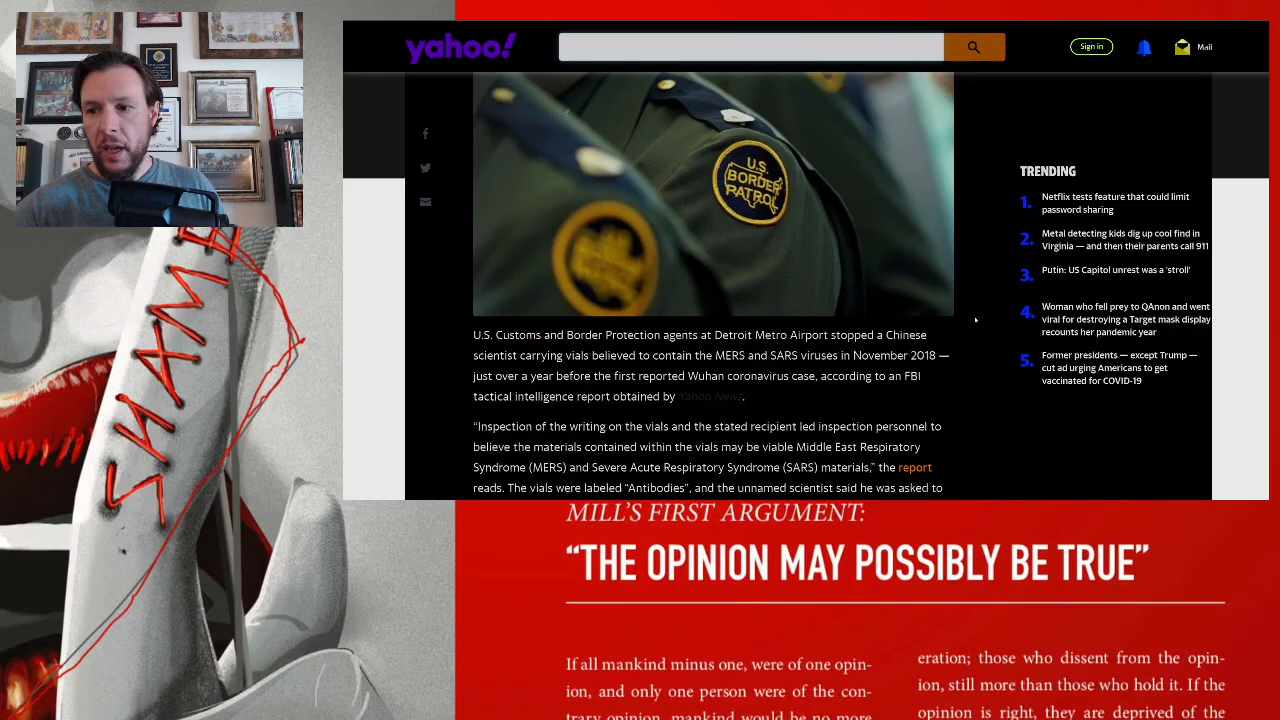 yahoo!
Sign in
Mail
U.S.
BORDER
PATROL
TRENDING
1. Netflix tests feature that could limit
password sharing
2. Metal detecting kids dig up cool find in
Virginia — and then their parents call 911
3. Putin: US Capitol unrest was a 'stroll'
4. Woman who fell prey to QAnon and went
viral for destroying a Target mask display
recounts her pandemic year
5. Former presidents — except Trump —
cut ad urging Americans to get
vaccinated for COVID-19
U.S. Customs and Border Protection agents at Detroit Metro Airport stopped a Chinese
scientist carrying vials believed to contain the MERS and SARS viruses in November 2018 —
just over a year before the first reported Wuhan coronavirus case, according to an FBI
tactical intelligence report obtained by Yahoo News.
“Inspection of the writing on the vials and the stated recipient led inspection personnel to
believe the materials contained within the vials may be viable Middle East Respiratory
Syndrome (MERS) and Severe Acute Respiratory Syndrome (SARS) materials,” the report
reads. The vials were labeled “Antibodies”, and the unnamed scientist said he was asked to
SHAME
MILL'S FIRST ARGUMENT:
“THE OPINION MAY POSSIBLY BE TRUE”
If all mankind minus one, were of one opin-
ion, and only one person were of the con-
trary opinion, mankind would be no more
eration; those who dissent from the opin-
ion, still more than those who hold it. If the
opinion is right, they are deprived of the